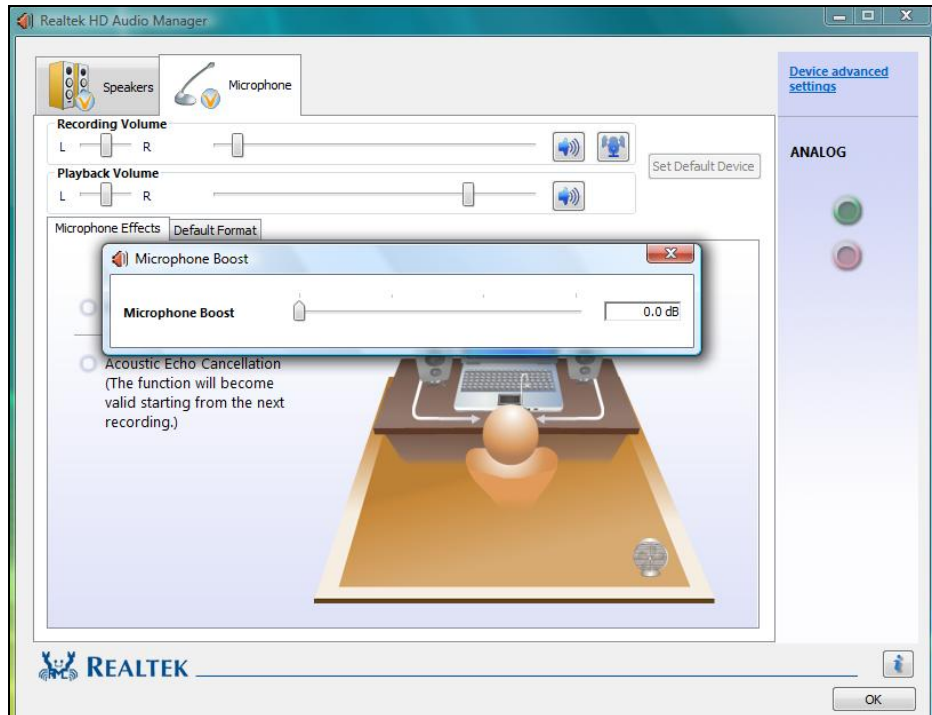 Realtek HD Audio Manager
Speakers
Microphone
Device advanced
settings
Recording Volume
L R
Set Default Device
ANALOG
Playback Volume
L R
Microphone Effects Default Format
Microphone Boost
Microphone Boost 0.0 dB
Acoustic Echo Cancellation
(The function will become
valid starting from the next
recording.)
REALTEK
OK